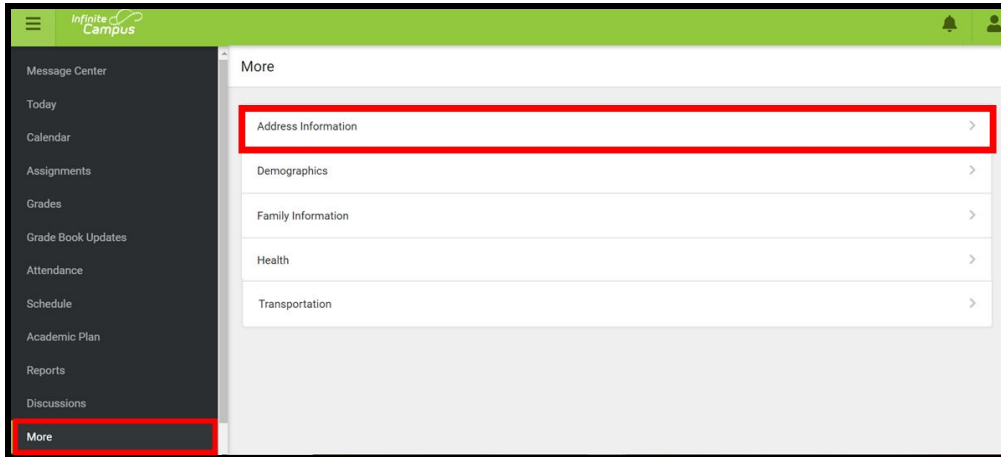 Infinite
Campus
Message Center
Today
Calendar
Assignments
Grades
Grade Book Updates
Attendance
Schedule
Academic Plan
Reports
Discussions
More
More
Address Information
Demographics
Family Information
Health
Transportation